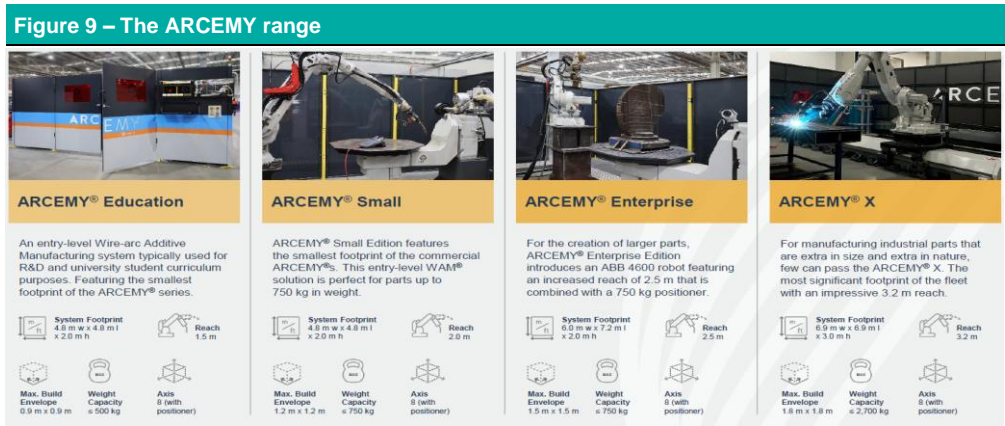 Figure 9 – The ARCEMY range
ARCEMY
ARCE
ARCEMY® Education
An entry-level Wire-arc Additive
Manufacturing system typically used for
R&D and university student curriculum
purposes. Featuring the smallest
footprint of the ARCEMY® series.
System Footprint
4.8 m w x 4.8 m l
x 2.0 m h
Reach
1.5 m
Max. Build
Envelope
0.9 m x 0.9 m
Weight
Capacity
≤ 500 kg
Axis
8 (with
positioner)
ARCEMY® Small
ARCEMY® Small Edition features
the smallest footprint of the commercial
ARCEMY®s. This entry-level WAM®
solution is perfect for parts up to
750 kg in weight.
System Footprint
4.8 m w x 4.8 m l
x 2.0 m h
Reach
2.0 m
Max. Build
Envelope
1.2 m x 1.2 m
Weight
Capacity
≤ 750 kg
Axis
8 (with
positioner)
ARCEMY® Enterprise
For the creation of larger parts,
ARCEMY® Enterprise Edition
introduces an ABB 4600 robot featuring
an increased reach of 2.5 m that is
combined with a 750 kg positioner.
System Footprint
6.0 m w x 7.2 m l
x 2.0 m h
Reach
2.5 m
Max. Build
Envelope
1.5 m x 1.5 m
Weight
Capacity
≤ 750 kg
Axis
8 (with
positioner)
ARCEMY® X
For manufacturing industrial parts that
are extra in size and extra in nature,
few can pass the ARCEMY® X. The
most significant footprint of the fleet
with an impressive 3.2 m reach.
System Footprint
6.9 m w x 6.9 m l
x 3.0 m h
Reach
3.2 m
Max. Build
Envelope
1.8 m x 1.8 m
Weight
Capacity
≤ 2,700 kg
Axis
8 (with
positioner)